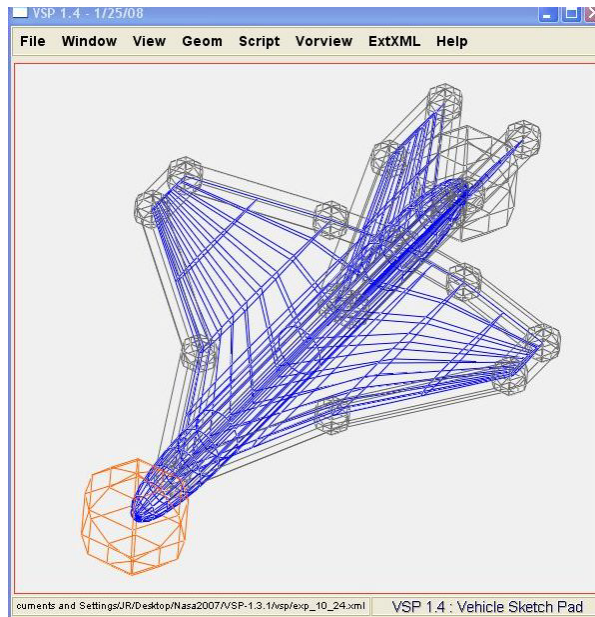 VSP 1.4 - 1/25/08
File Window View Geom Script Vorview ExtXML Help
cuments and Settings/JR/Desktop/Nasa2007/VSP-1.3.1/vsp/exp_10_24.xml VSP 1.4 : Vehicle Sketch Pad